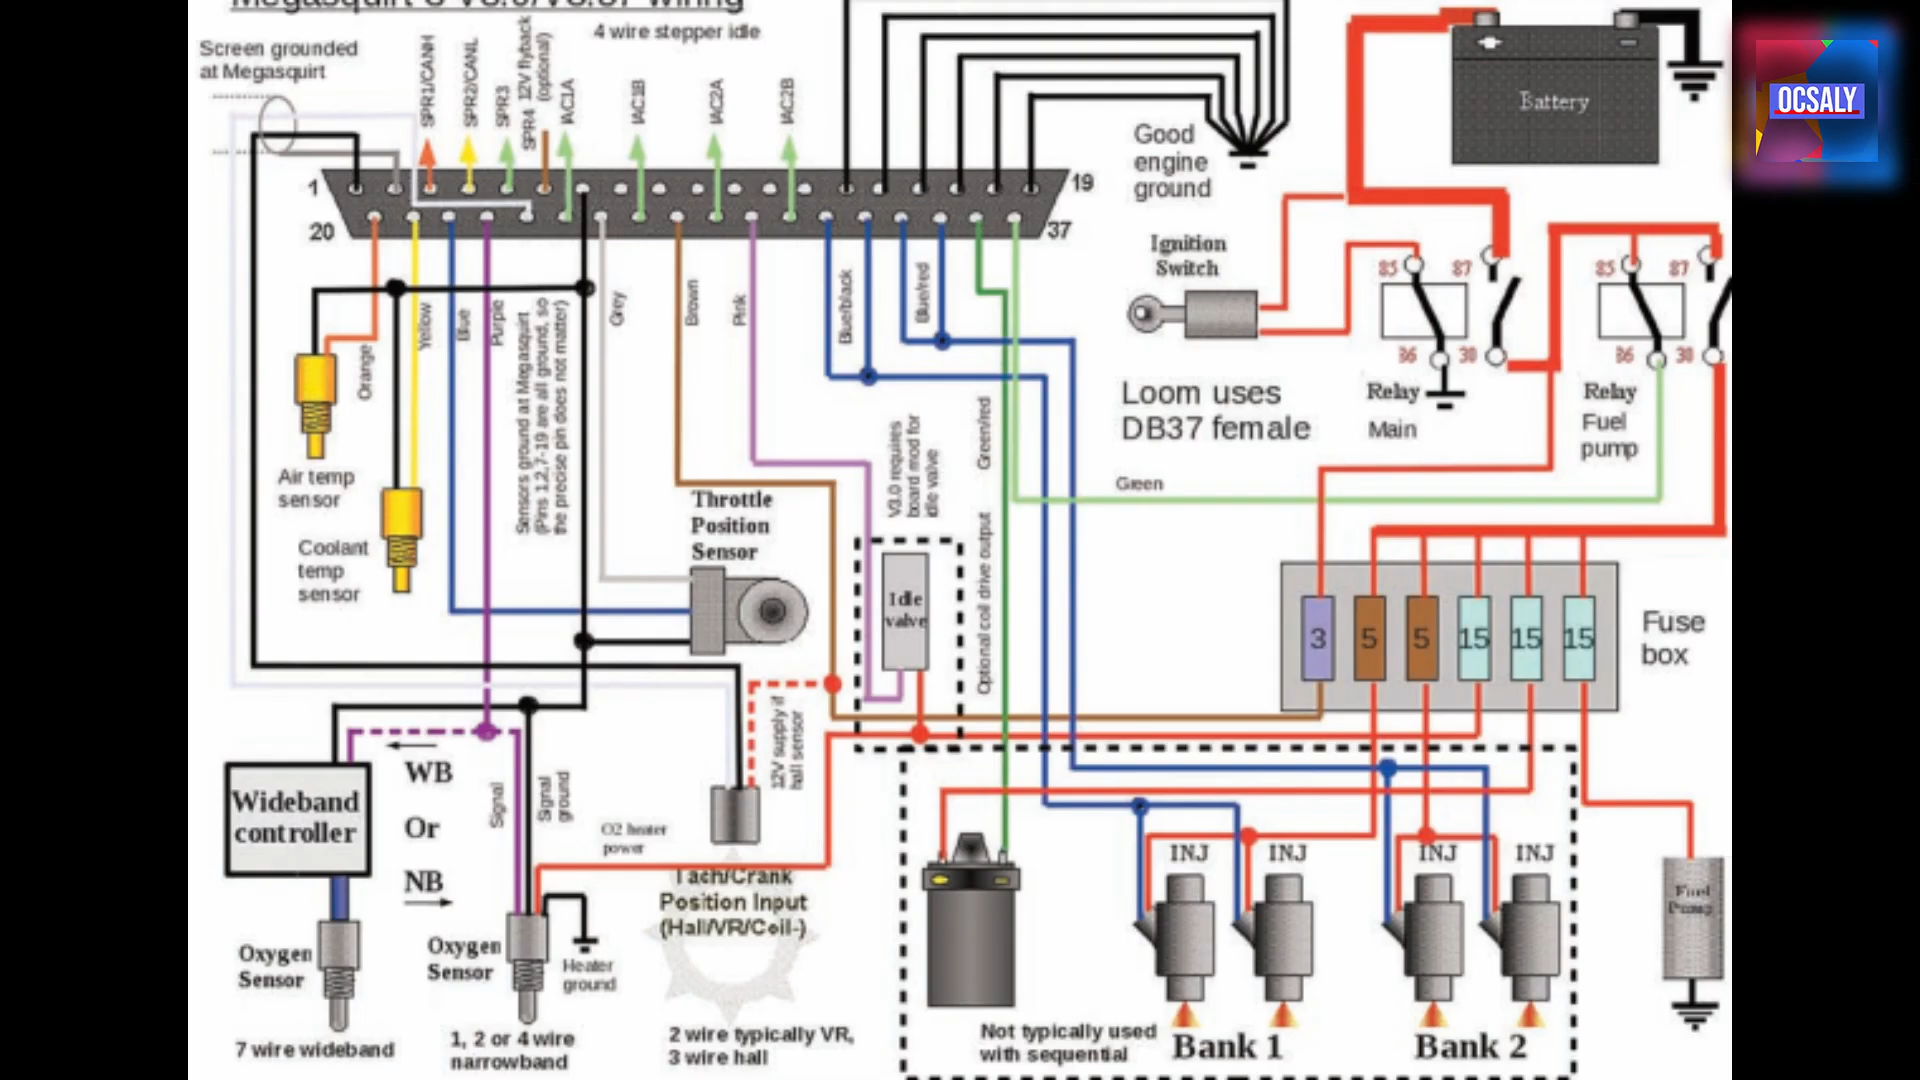 Megasquirt-3 V3.0/V3.57 wiring
4 wire stepper idle
Screen grounded
at Megasquirt
SPR1/CANH
SPR2/CANL
SPR3
SPR4 12V flyback
(optional)
IAC1A
IAC1B
IAC2A
IAC2B
1
19
20
37
Good
engine
ground
Battery
OCSALY
Ignition
Switch
85
87
86
30
Relay
Main
85
87
86
30
Relay
Fuel
pump
Loom uses
DB37 female
Orange
Yellow
Blue
Purple
Sensors ground at Megasquirt
(Pins 1,2,7-19 are all ground, so
the precise pin does not matter)
Grey
Brown
Pink
Blue/black
Blue/red
Green/red
Green
Air temp
sensor
Coolant
temp
sensor
Throttle
Position
Sensor
V3.0 requires
board mod for
idle valve
Idle
valve
Optional coil drive output
3
5
5
15
15
15
Fuse
box
12V supply if
hall sensor
Wideband
controller
WB
Or
NB
Signal
Signal
ground
O2 heater
power
Tach/Crank
Position Input
(Hall/VR/Coil-)
Oxygen
Sensor
Oxygen
Sensor
Heater
ground
7 wire wideband
1, 2 or 4 wire
narrowband
2 wire typically VR,
3 wire hall
Not typically used
with sequential
INJ
INJ
INJ
INJ
Bank 1
Bank 2
Fuel
Pump